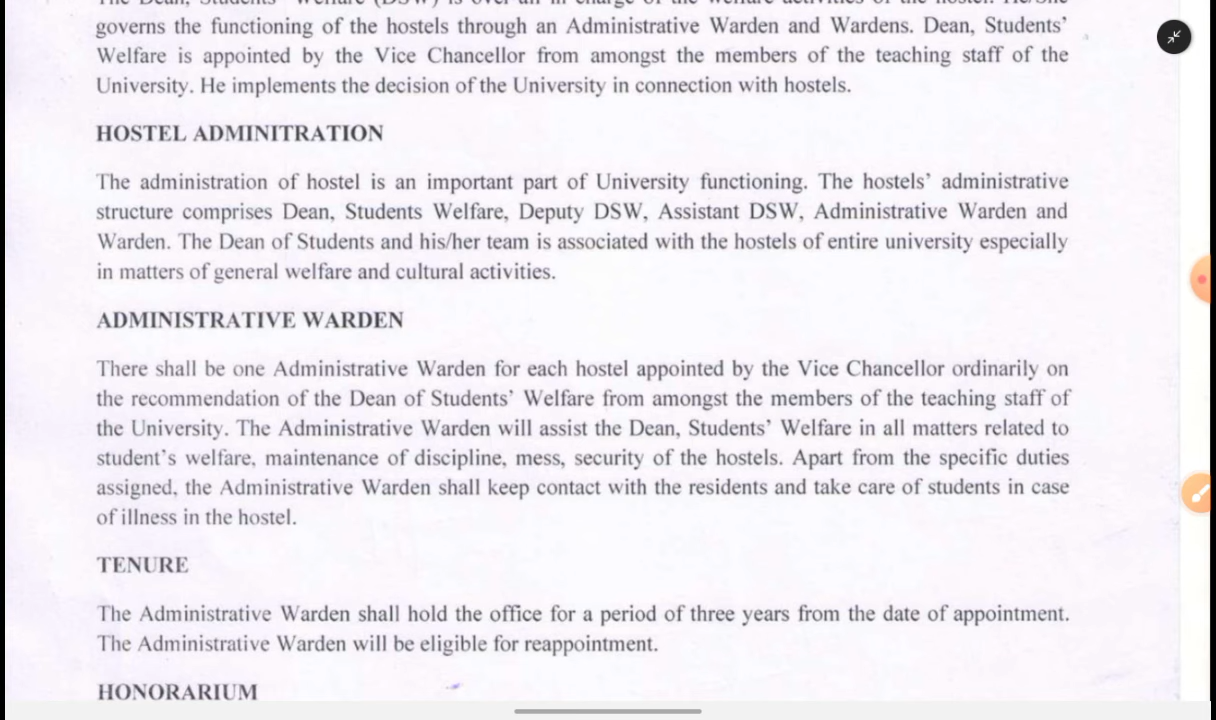 governs the functioning of the hostels through an Administrative Warden and Wardens. Dean, Students’
Welfare is appointed by the Vice Chancellor from amongst the members of the teaching staff of the
University. He implements the decision of the University in connection with hostels.
HOSTEL ADMINITRATION
The administration of hostel is an important part of University functioning. The hostels’ administrative
structure comprises Dean, Students Welfare, Deputy DSW, Assistant DSW, Administrative Warden and
Warden. The Dean of Students and his/her team is associated with the hostels of entire university especially
in matters of general welfare and cultural activities.
ADMINISTRATIVE WARDEN
There shall be one Administrative Warden for each hostel appointed by the Vice Chancellor ordinarily on
the recommendation of the Dean of Students’ Welfare from amongst the members of the teaching staff of
the University. The Administrative Warden will assist the Dean, Students’ Welfare in all matters related to
student’s welfare, maintenance of discipline, mess, security of the hostels. Apart from the specific duties
assigned, the Administrative Warden shall keep contact with the residents and take care of students in case
of illness in the hostel.
TENURE
The Administrative Warden shall hold the office for a period of three years from the date of appointment.
The Administrative Warden will be eligible for reappointment.
HONORARIUM